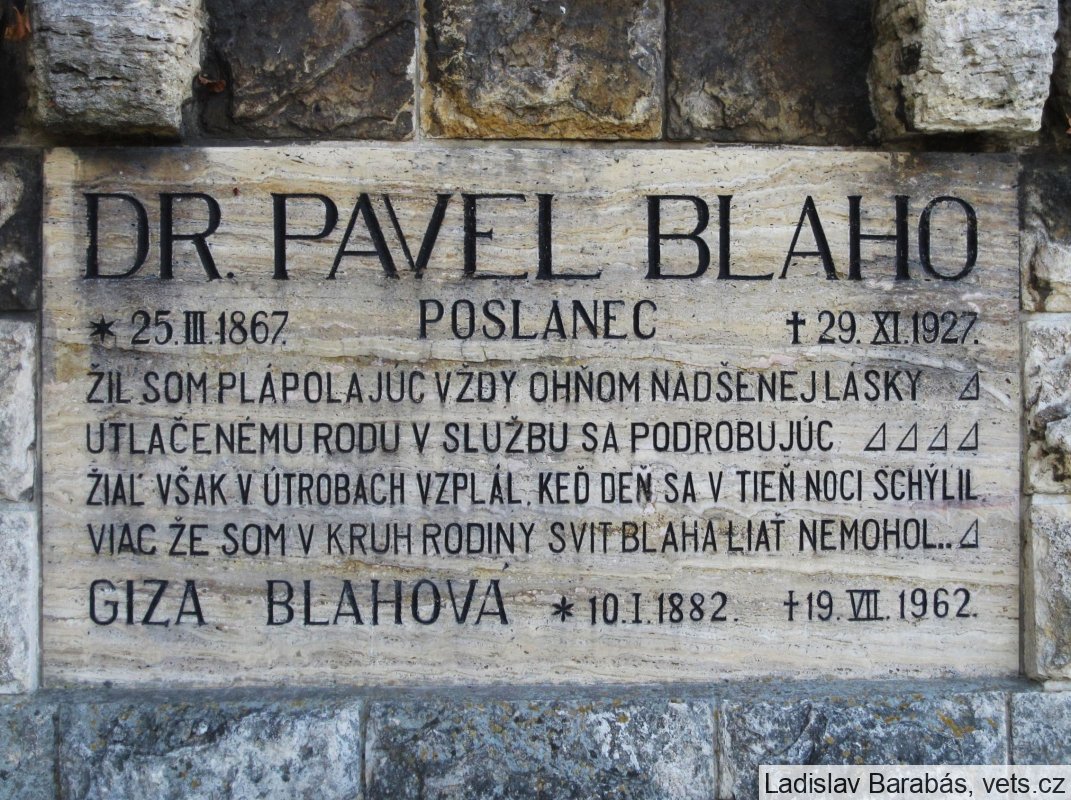 DR. PAVEL BLAHO
* 25. III. 1867. POSLANEC † 29. XI. 1927.
ŽIL SOM PLÁPOLAJÚC VŽDY OHŇOM NADŠENEJ LÁSKY
UTLAČENÉMU RODU V SLUŽBU SA PODROBUJÚC
ŽIAĽ VŠAK V ÚTROBACH VZPLÁL, KEĎ DEŇ SA V TIEŇ NOCI SCHÝLIL.
VIAC ŽE SOM V KRUH RODINY SVIT BLAHA LIAŤ NEMOHOL..
GIZA BLAHOVÁ * 10. I. 1882. † 19. VII. 1962.
Ladislav Barabás, vets.cz